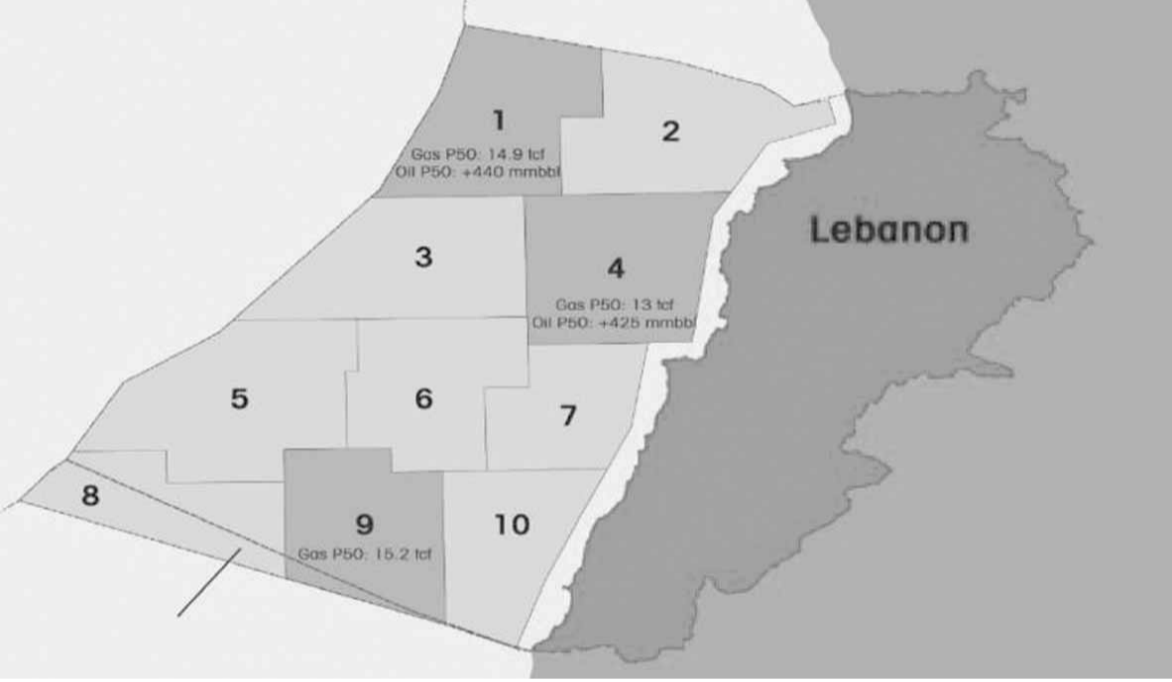 1
Gas P50: 14.9 tcf
Oil P50: +440 mmbbl
2
Lebanon
3
4
Gas P50: 13 tcf
Oil P50: +425 mmbbl
5
6
7
8
9
Gas P50: 15.2 tcf
10